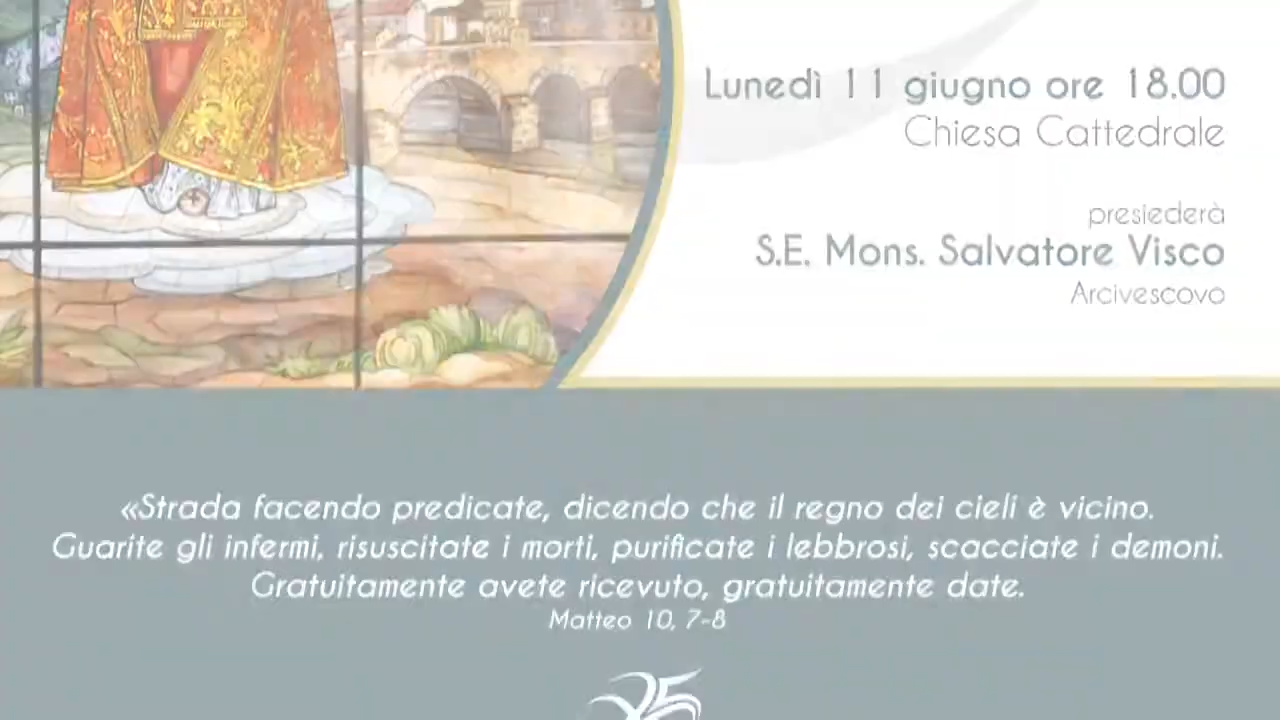 Lunedì 11 giugno ore 18.00
Chiesa Cattedrale
presiederà
S.E. Mons. Salvatore Visco
Arcivescovo
«Strada facendo predicate, dicendo che il regno dei cieli è vicino.
Guarite gli infermi, risuscitate i morti, purificate i lebbrosi, scacciate i demoni.
Gratuitamente avete ricevuto, gratuitamente date.
Matteo 10, 7-8
25